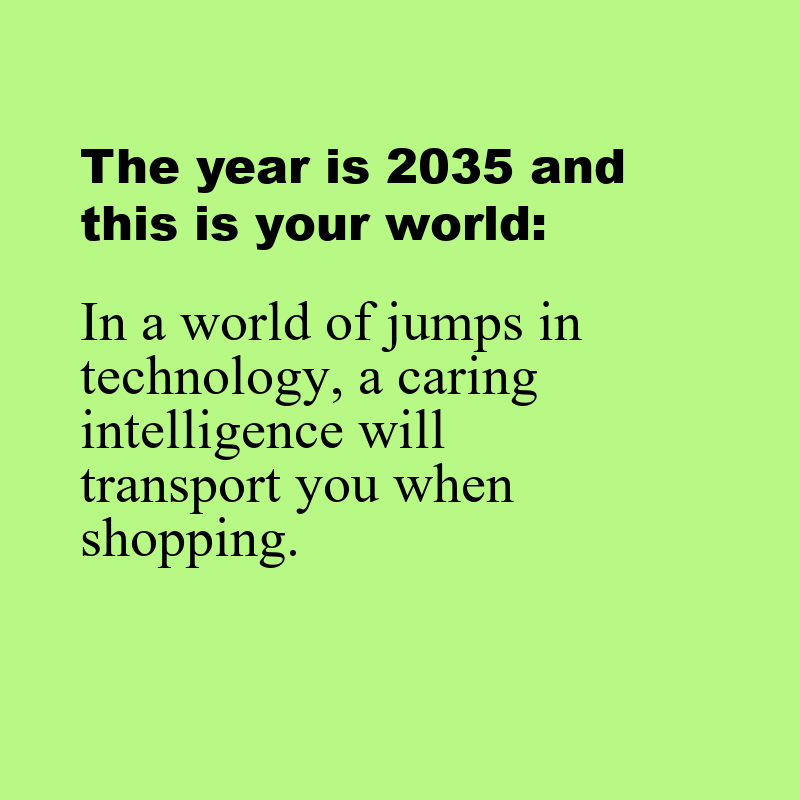 The year is 2035 and
this is your world:
In a world of jumps in
technology, a caring
intelligence will
transport you when
shopping.